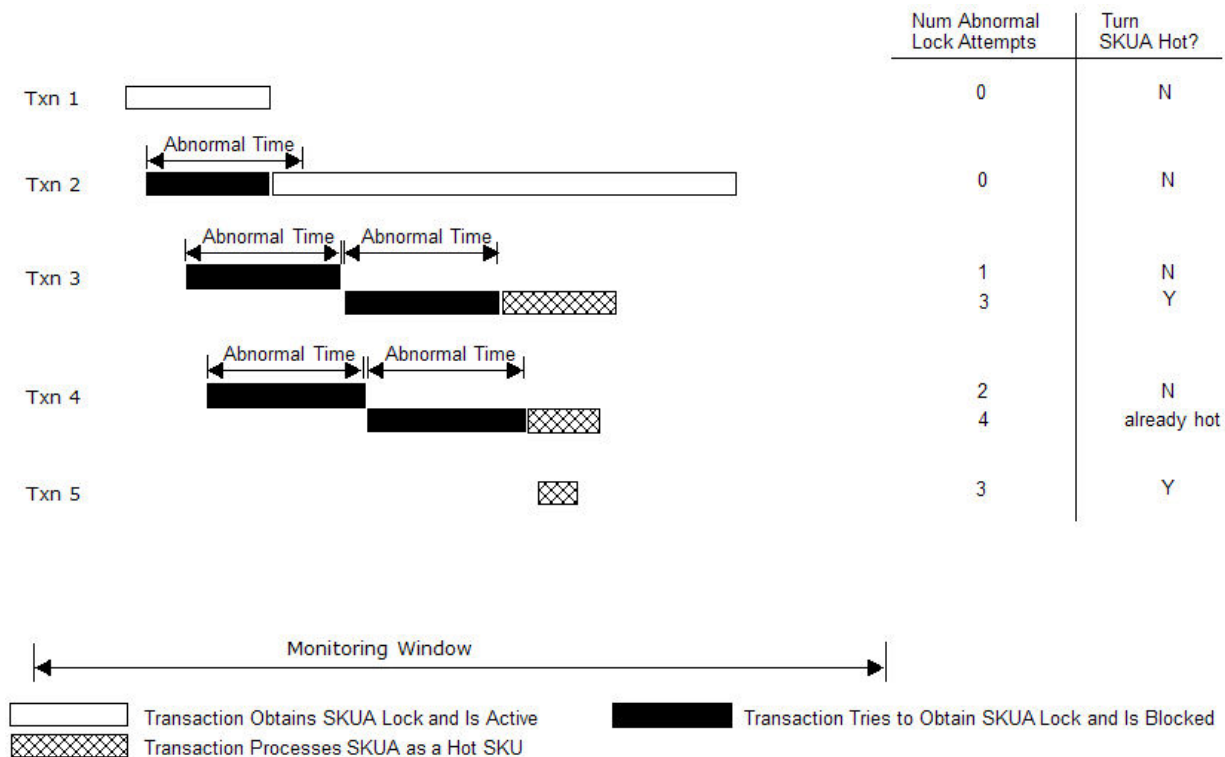 Num Abnormal Lock Attempts
Turn SKUA Hot?
Txn 1
0 N
Abnormal Time
Txn 2
0 N
Abnormal Time Abnormal Time
Txn 3
1 N
3 Y
Abnormal Time Abnormal Time
Txn 4
2 N
4 already hot
Txn 5
3 Y
Monitoring Window
Transaction Obtains SKUA Lock and Is Active
Transaction Tries to Obtain SKUA Lock and Is Blocked
Transaction Processes SKUA as a Hot SKU